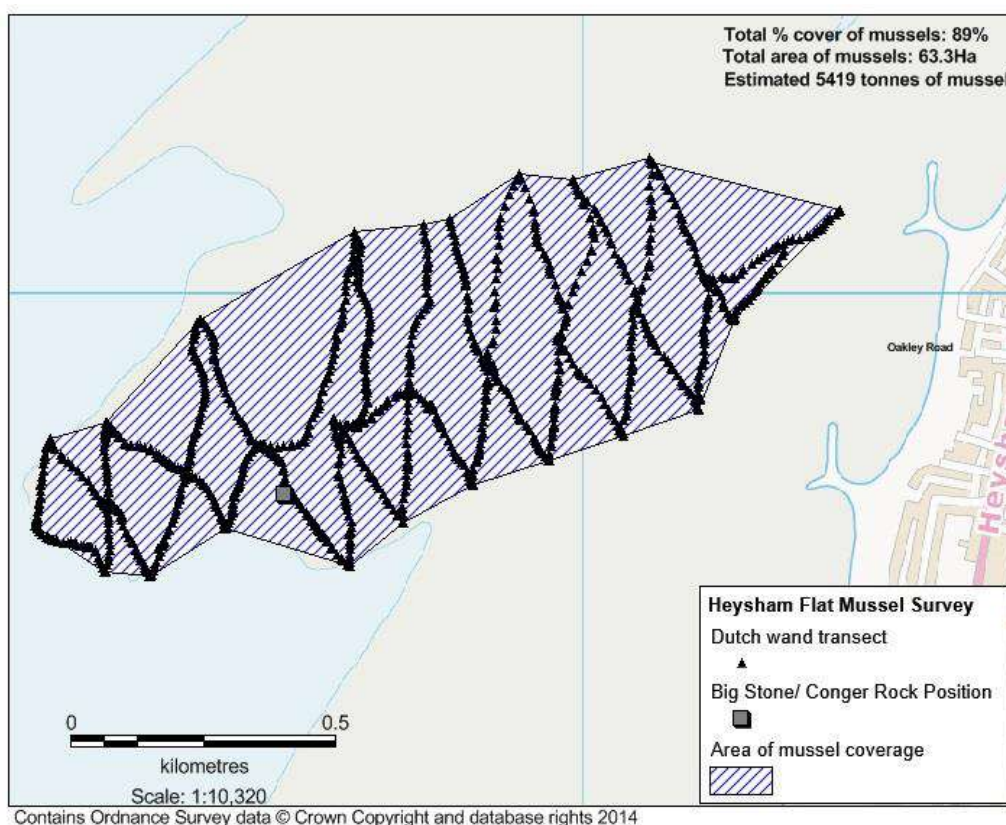 Total % cover of mussels: 89%
Total area of mussels: 63.3Ha
Estimated 5419 tonnes of mussel
Oakley Road
Heysh
Heysham Flat Mussel Survey
Dutch wand transect
Big Stone/ Conger Rock Position
Area of mussel coverage
0 0.5
kilometres
Scale: 1:10,320
Contains Ordnance Survey data © Crown Copyright and database rights 2014